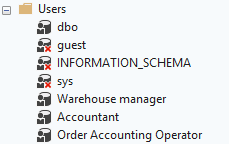 Users
dbo
guest
INFORMATION_SCHEMA
sys
Warehouse manager
Accountant
Order Accounting Operator